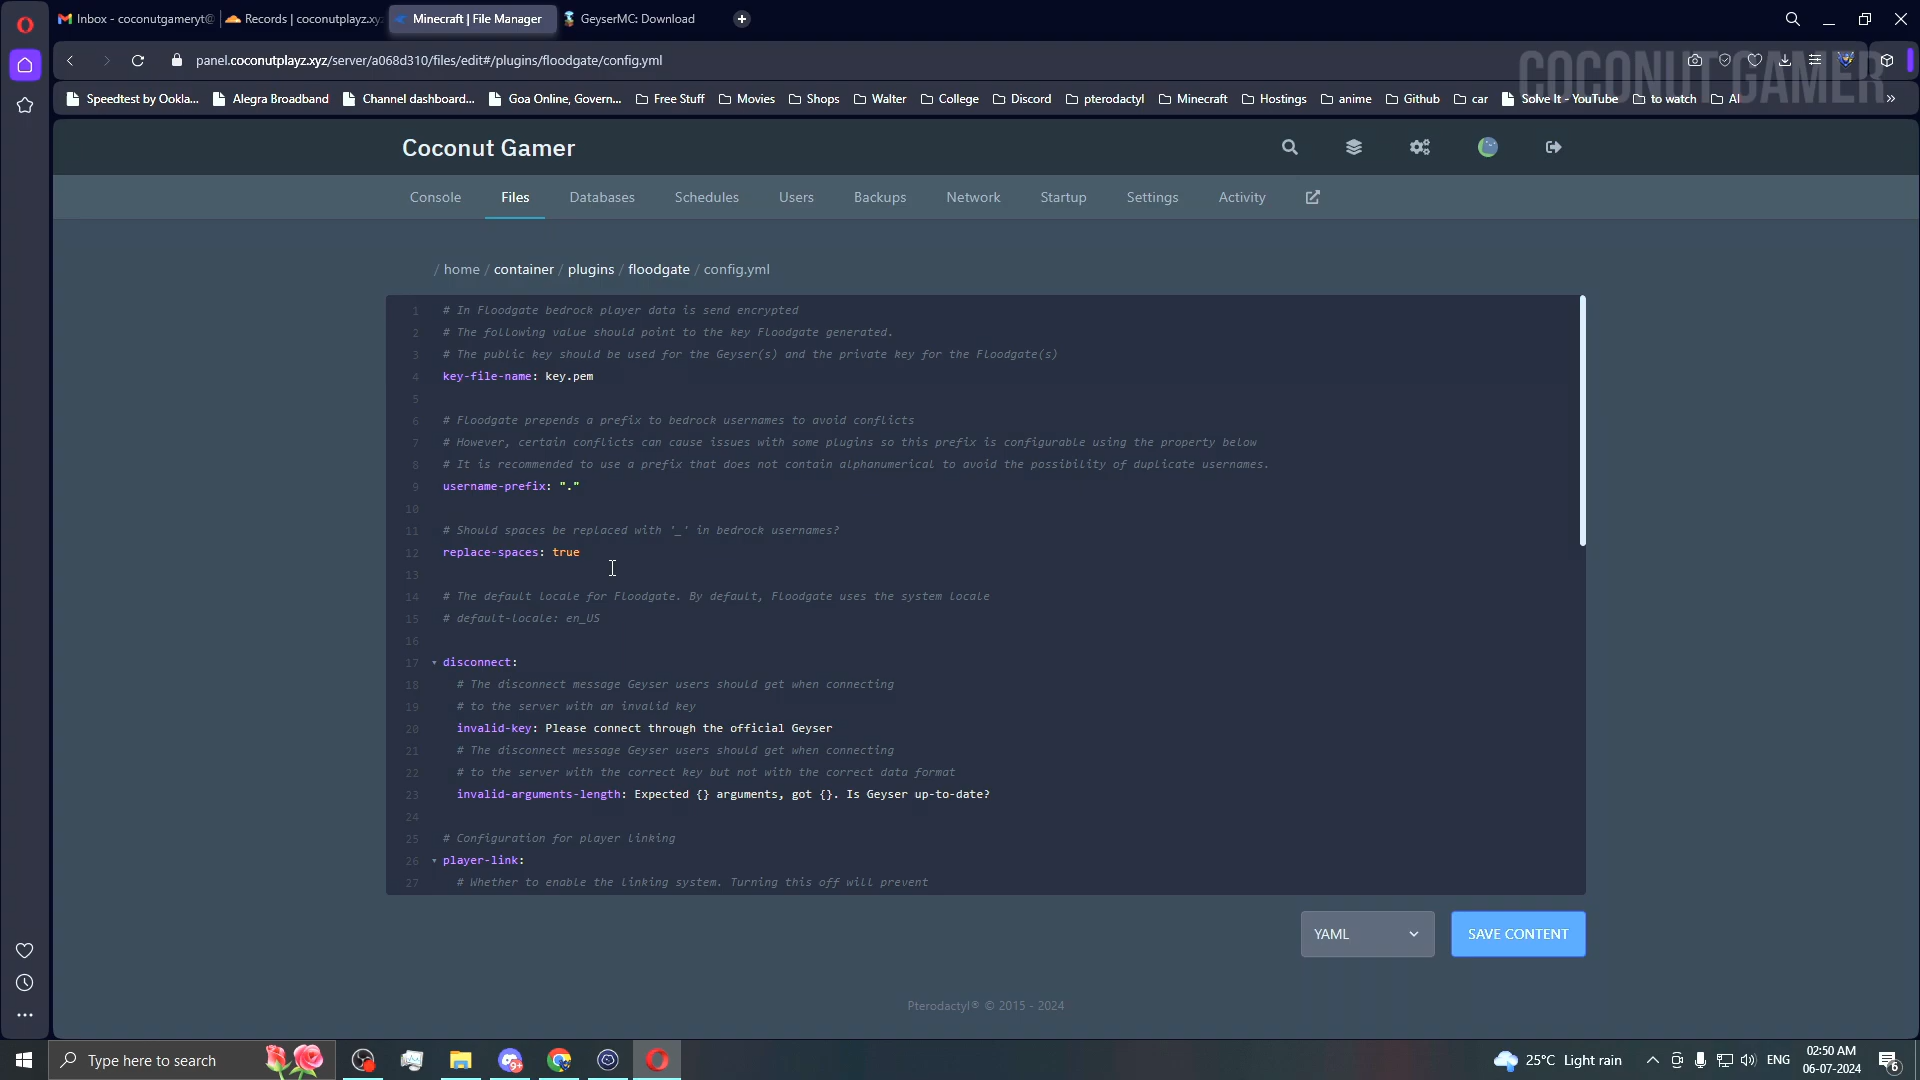 Inbox - coconutgameryt@
Records | coconutplayz.xy
Minecraft | File Manager
GeyserMC: Download
panel.coconutplayz.xyz/server/a068d310/files/edit#/plugins/floodgate/config.yml
COCONUT GAMER
Speedtest by Ookla...
Alegra Broadband
Channel dashboard...
Goa Online, Govern...
Free Stuff
Movies
Shops
Walter
College
Discord
pterodactyl
Minecraft
Hostings
anime
Github
car
Solve It - YouTube
to watch
AI
Coconut Gamer
Console
Files
Databases
Schedules
Users
Backups
Network
Startup
Settings
Activity
/ home / container / plugins / floodgate / config.yml
1 # In Floodgate bedrock player data is send encrypted
2 # The following value should point to the key Floodgate generated.
3 # The public key should be used for the Geyser(s) and the private key for the Floodgate(s)
4 key-file-name: key.pem
5
6 # Floodgate prepends a prefix to bedrock usernames to avoid conflicts
7 # However, certain conflicts can cause issues with some plugins so this prefix is configurable using the property below
8 # It is recommended to use a prefix that does not contain alphanumerical to avoid the possibility of duplicate usernames.
9 username-prefix: "."
10
11 # Should spaces be replaced with '_' in bedrock usernames?
12 replace-spaces: true
13
14 # The default locale for Floodgate. By default, Floodgate uses the system locale
15 # default-locale: en_US
16
17 disconnect:
18 # The disconnect message Geyser users should get when connecting
19 # to the server with an invalid key
20 invalid-key: Please connect through the official Geyser
21 # The disconnect message Geyser users should get when connecting
22 # to the server with the correct key but not with the correct data format
23 invalid-arguments-length: Expected {} arguments, got {}. Is Geyser up-to-date?
24
25 # Configuration for player linking
26 player-link:
27 # Whether to enable the linking system. Turning this off will prevent
YAML
SAVE CONTENT
Pterodactyl® © 2015 - 2024
Type here to search
9+
25°C Light rain
ENG
02:50 AM
06-07-2024
6